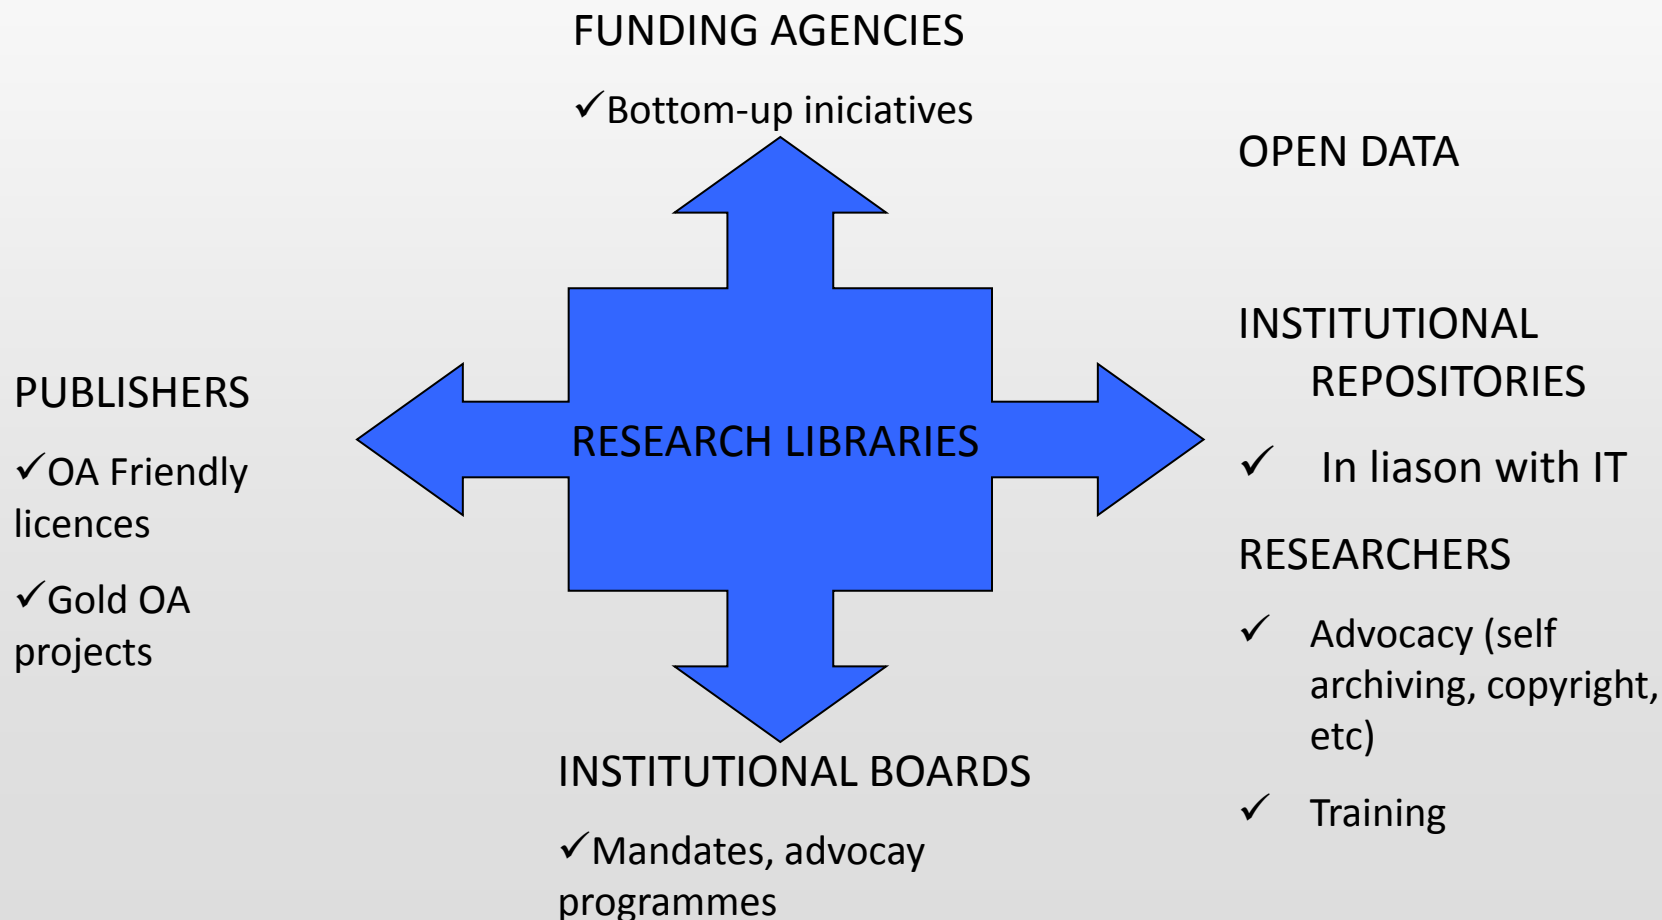 FUNDING AGENCIES
✓Bottom-up iniciatives
OPEN DATA
PUBLISHERS
✓OA Friendly
licences
✓Gold OA
projects
RESEARCH LIBRARIES
INSTITUTIONAL
REPOSITORIES
✓ In liason with IT
RESEARCHERS
✓ Advocacy (self
archiving, copyright,
etc)
✓ Training
INSTITUTIONAL BOARDS
✓Mandates, advocay
programmes